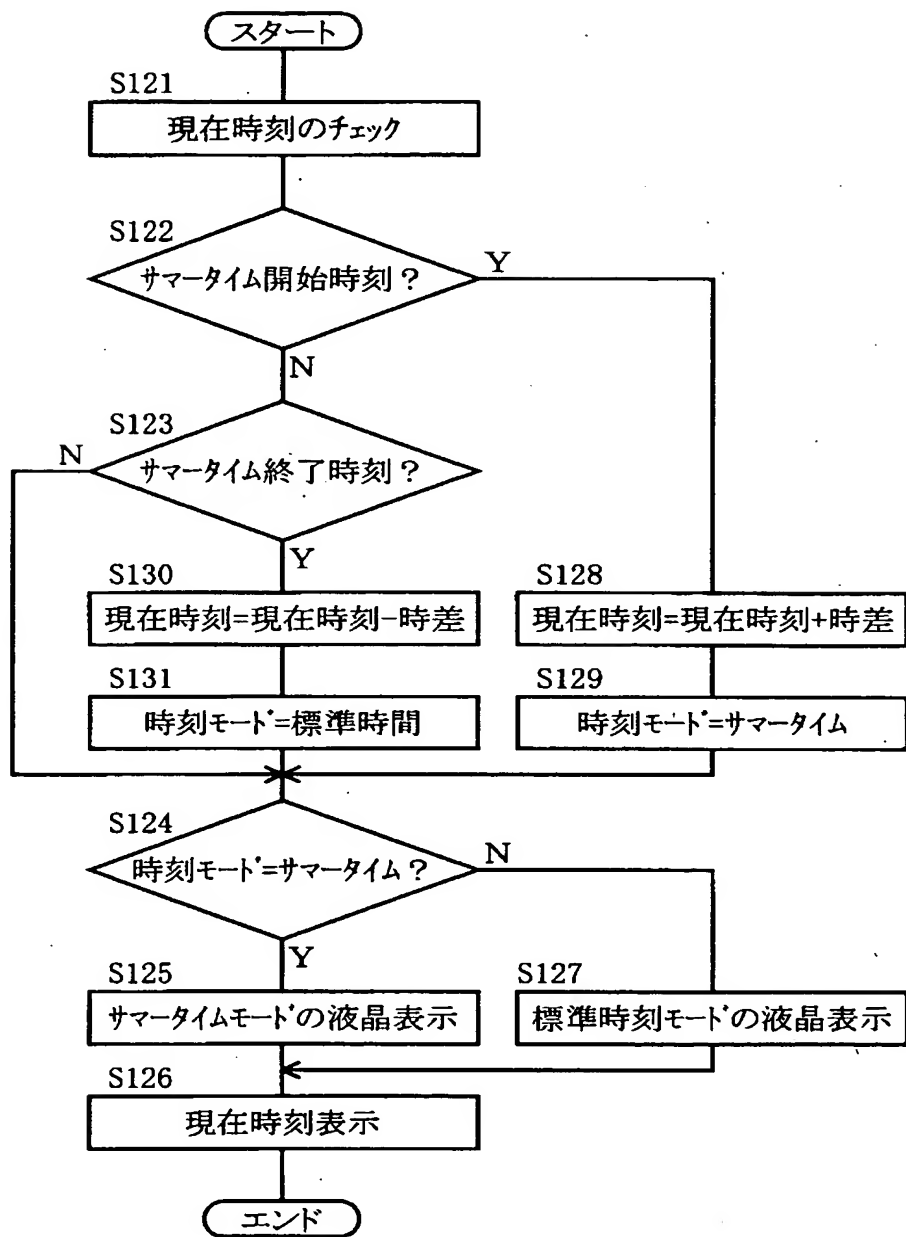 スタート
S121
現在時刻のチェック
S122
サマータイム開始時刻？
Y
N
S123
サマータイム終了時刻？
N
Y
S130
現在時刻=現在時刻-時差
S128
現在時刻=現在時刻+時差
S131
時刻モード=標準時間
S129
時刻モード=サマータイム
S124
時刻モード=サマータイム？
N
Y
S125
サマータイムモードの液晶表示
S127
標準時刻モードの液晶表示
S126
現在時刻表示
エンド